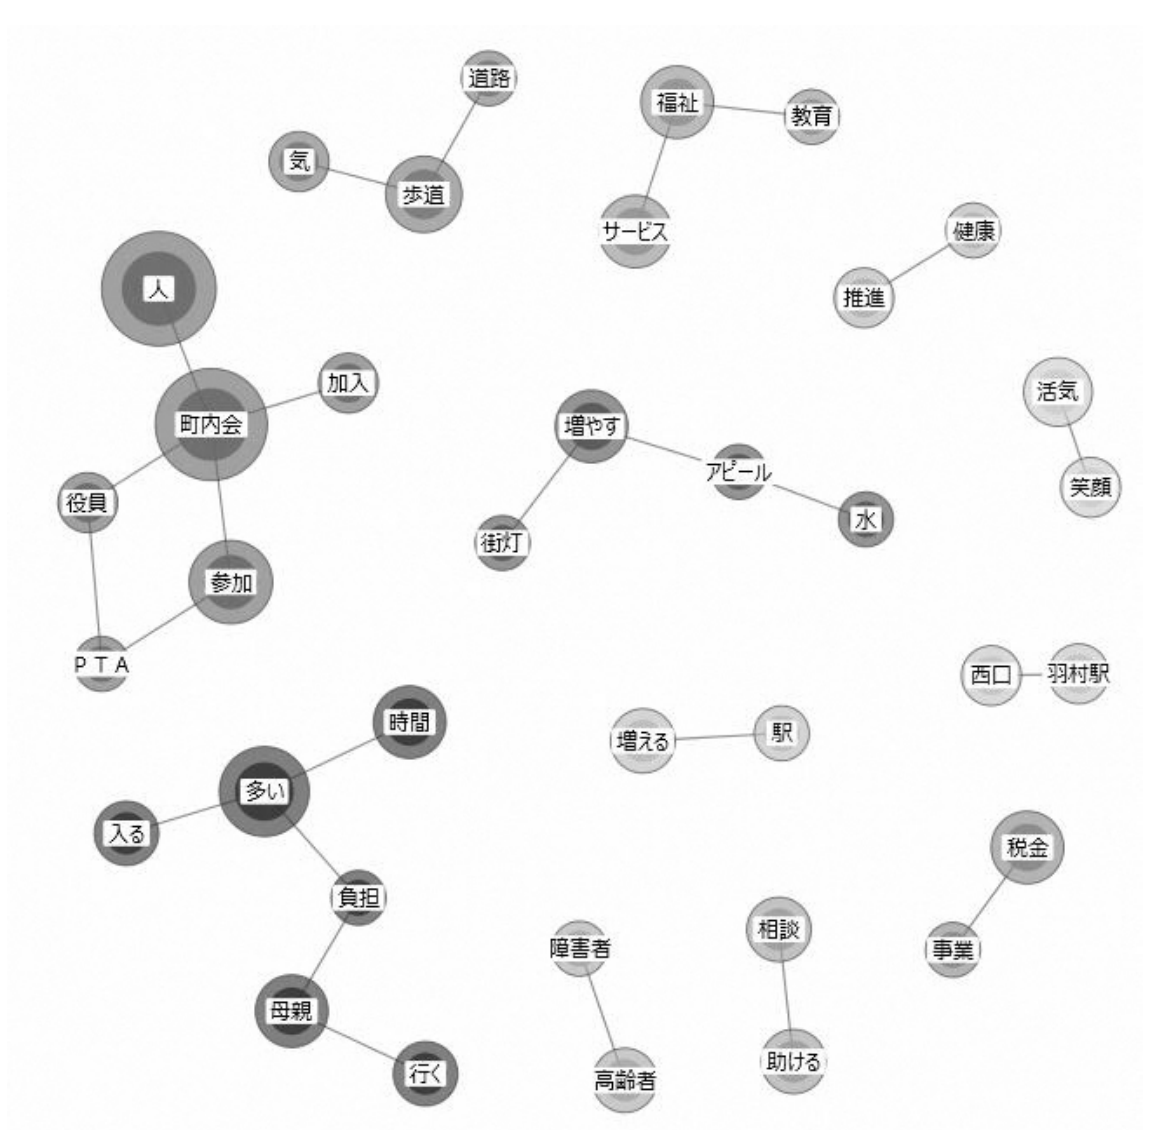 道路
福祉
教育
気
歩道
サービス
健康
人
推進
加入
活気
町内会
増やす
アピール
笑顔
役員
水
街灯
参加
ＰＴＡ
西口
羽村駅
時間
増える
駅
多い
入る
税金
負担
相談
障害者
事業
母親
助ける
行く
高齢者